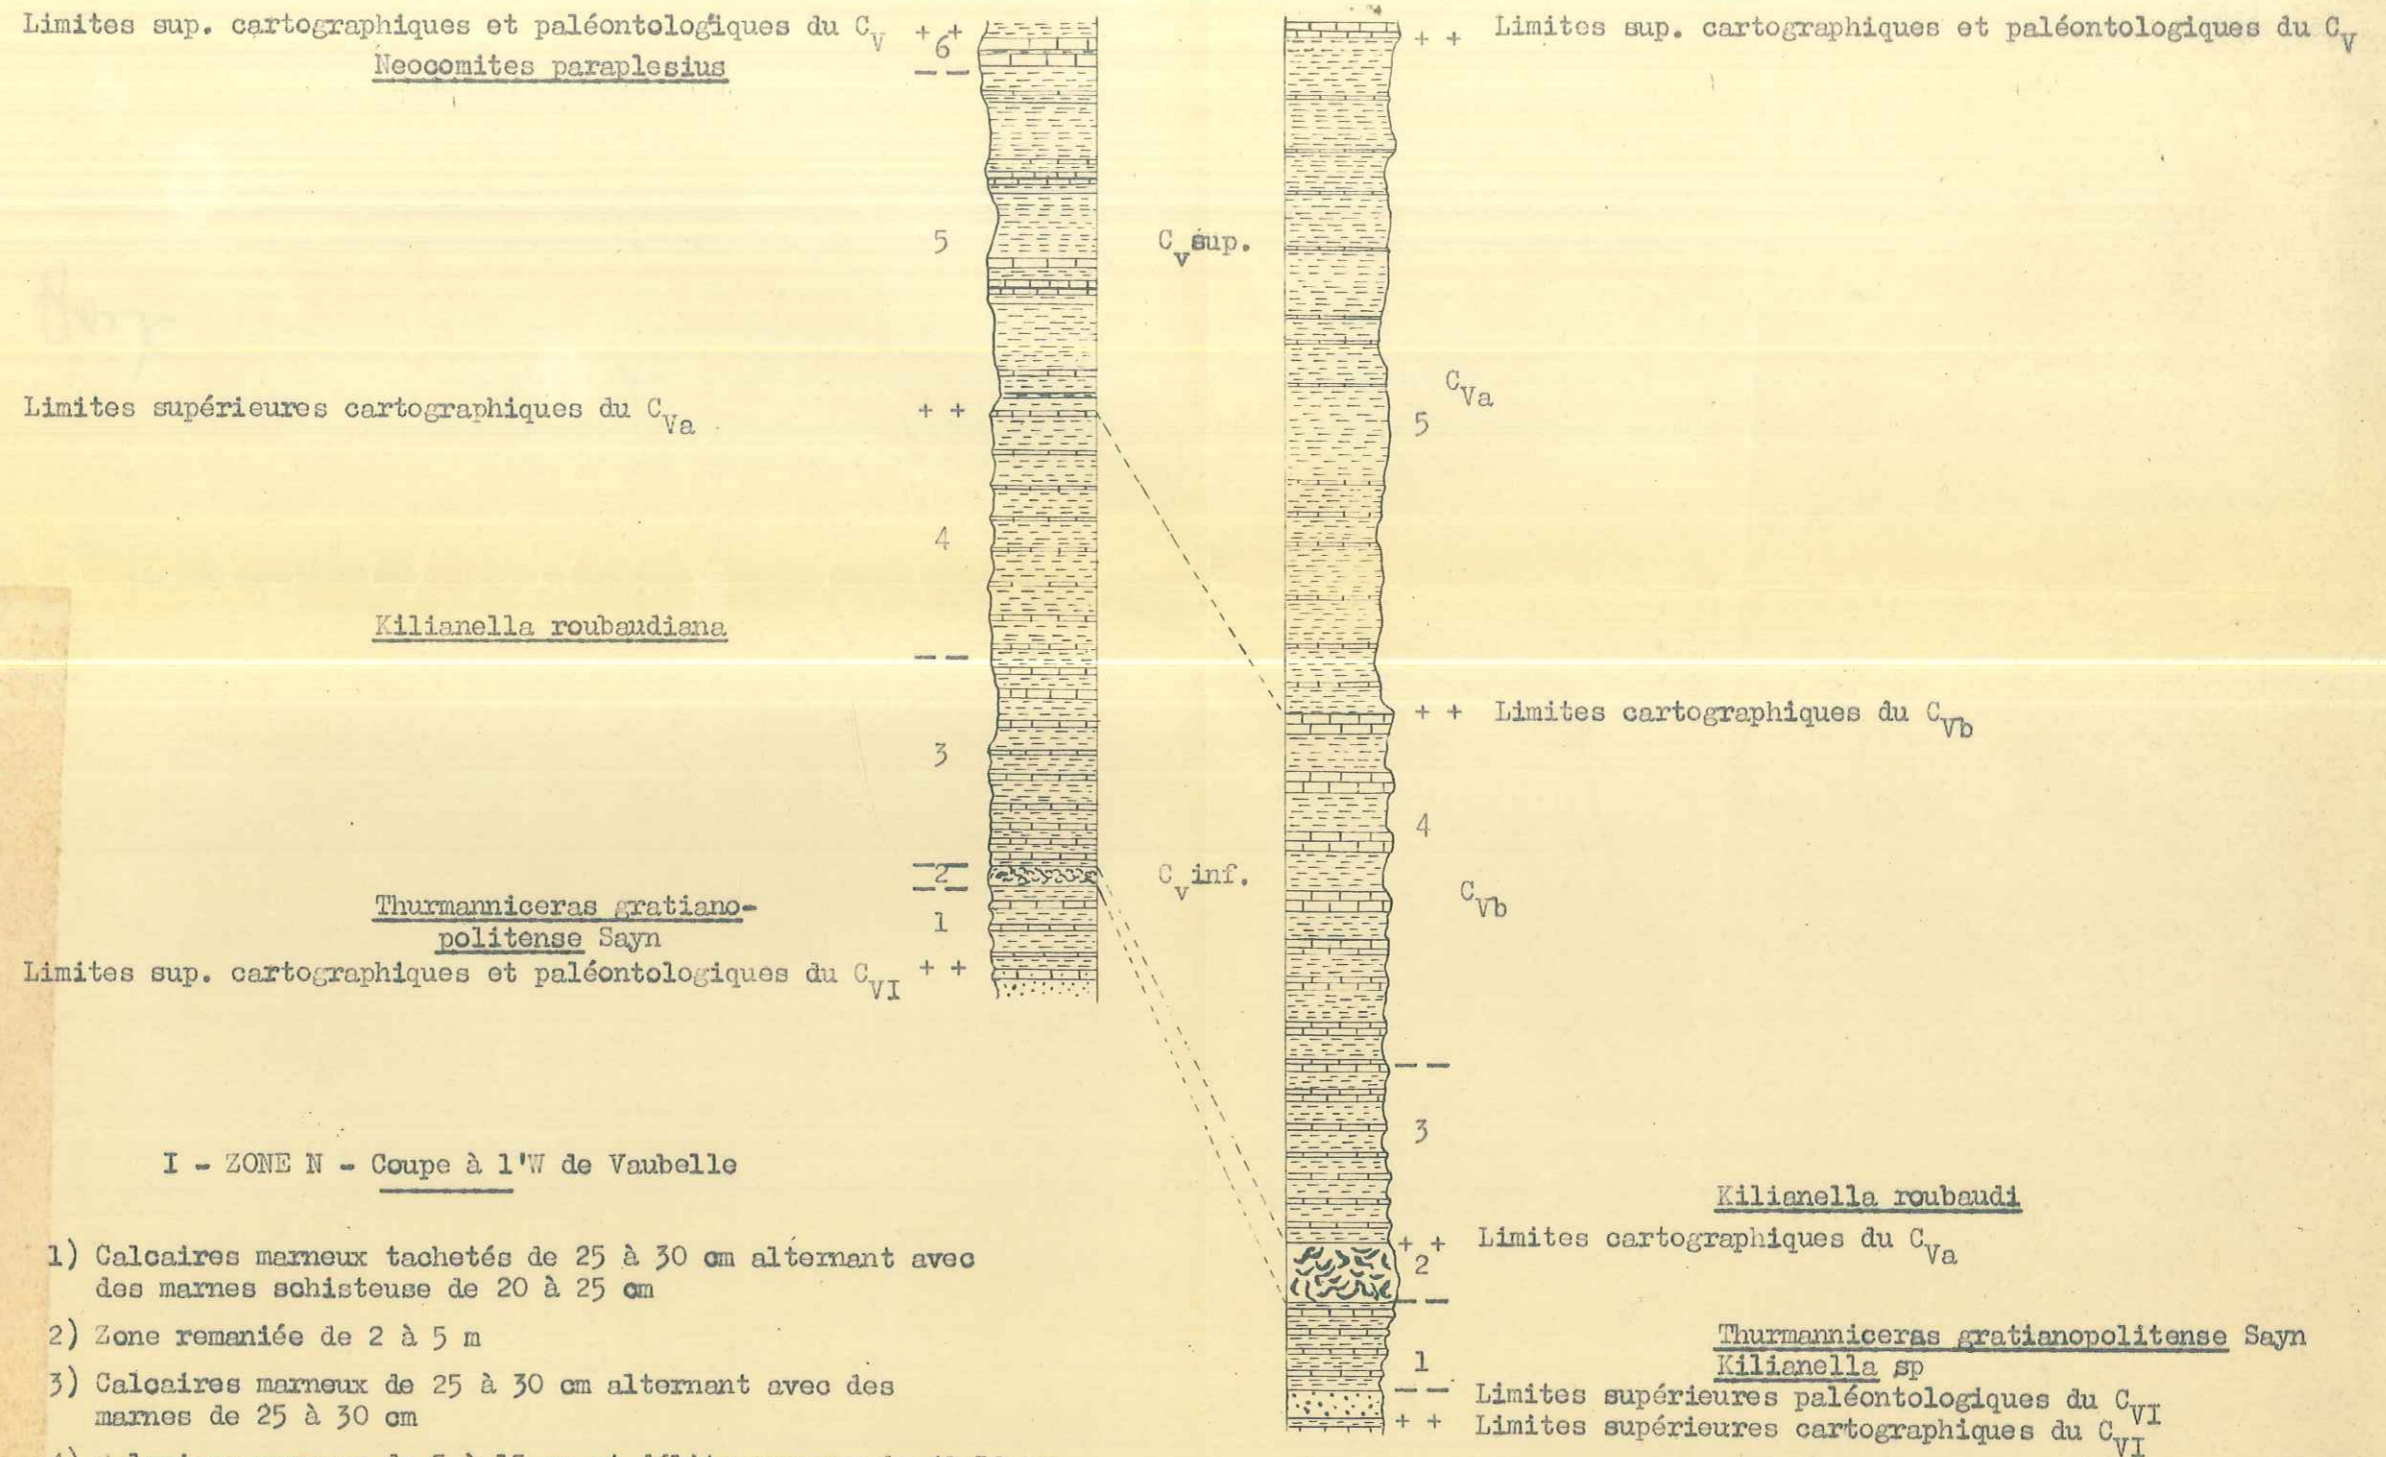 Limites sup. cartographiques et paléontologiques du C_V + + 6
Neocomites paraplesius
5
Limites supérieures cartographiques du C_Va + +
4
Kilianella roubaudiana
3
2
Thurmanniceras gratiano-
politense Sayn
1
Limites sup. cartographiques et paléontologiques du C_VI + +
C_v sup.
C_v inf.
+ + Limites sup. cartographiques et paléontologiques du C_V
C_Va
5
+ + Limites cartographiques du C_Vb
4
C_Vb
3
Kilianella roubaudi
+ + Limites cartographiques du C_Va
2
Thurmanniceras gratianopolitense Sayn
1 Kilianella sp
Limites supérieures paléontologiques du C_VI
+ + Limites supérieures cartographiques du C_VI
I - ZONE N - Coupe à l'W de Vaubelle
1) Calcaires marneux tachetés de 25 à 30 cm alternant avec
des marnes schisteuse de 20 à 25 cm
2) Zone remaniée de 2 à 5 m
3) Calcaires marneux de 25 à 30 cm alternant avec des
marnes de 25 à 30 cm